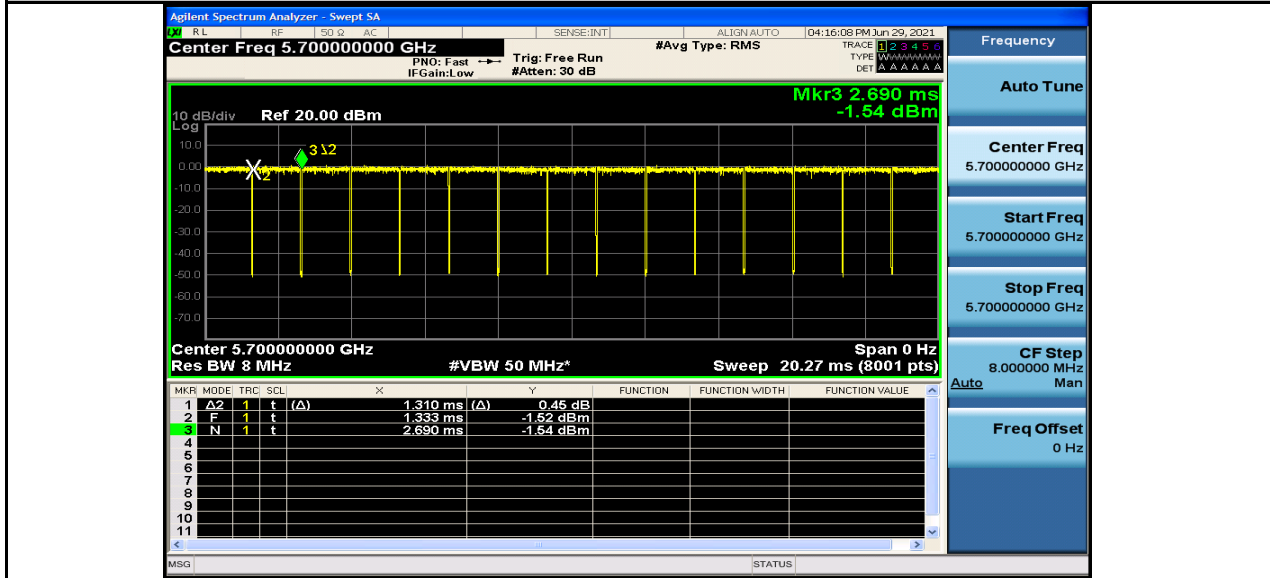 Agilent Spectrum Analyzer - Swept SA
LXI RL RF 50 Ω AC SENSE:INT ALIGN AUTO 04:16:08 PM Jun 29, 2021
Center Freq 5.700000000 GHz
PNO: Fast
IFGain:Low
Trig: Free Run
#Atten: 30 dB
#Avg Type: RMS
TRACE 1 2 3 4 5 6
TYPE WWWWWW
DET A A A A A A
Mkr3 2.690 ms
-1.54 dBm
10 dB/div Ref 20.00 dBm
Log
10.0
0.00
-10.0
-20.0
-30.0
-40.0
-50.0
-60.0
-70.0
3Δ2
2
Center 5.700000000 GHz Span 0 Hz
Res BW 8 MHz #VBW 50 MHz* Sweep 20.27 ms (8001 pts)
MKR MODE TRC SCL X Y FUNCTION FUNCTION WIDTH FUNCTION VALUE
1 Δ2 1 t (Δ) 1.310 ms (Δ) 0.45 dB
2 F 1 t 1.333 ms -1.52 dBm
3 N 1 t 2.690 ms -1.54 dBm
4
5
6
7
8
9
10
11
MSG STATUS
Frequency
Auto Tune
Center Freq
5.700000000 GHz
Start Freq
5.700000000 GHz
Stop Freq
5.700000000 GHz
CF Step
8.000000 MHz
Auto Man
Freq Offset
0 Hz